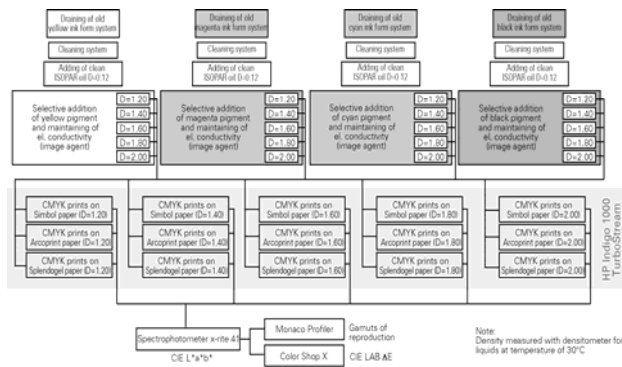 Draining of old
yellow ink form system
Cleaning system
Adding of clean
ISOPAR oil D=0.12
Draining of old
magenta ink form system
Cleaning system
Adding of clean
ISOPAR oil D=0.12
Draining of old
cyan ink form system
Cleaning system
Adding of clean
ISOPAR oil D=0.12
Draining of old
black ink form system
Cleaning system
Adding of clean
ISOPAR oil D=0.12
Selective addition
of yellow pigment
and maintaining of
el. conductivity
(image agent)
D=1.20
D=1.40
D=1.60
D=1.80
D=2.00
Selective addition
of magenta pigment
and maintaining of
el. conductivity
(image agent)
D=1.20
D=1.40
D=1.60
D=1.80
D=2.00
Selective addition
of cyan pigment
and maintaining of
el. conductivity
(image agent)
D=1.20
D=1.40
D=1.60
D=1.80
D=2.00
Selective addition
of black pigment
and maintaining of
el. conductivity
(image agent)
D=1.20
D=1.40
D=1.60
D=1.80
D=2.00
CMYK prints on
Simbol paper (D=1.20)
CMYK prints on
Arcoprint paper (D=1.20)
CMYK prints on
Splendogel paper (D=1.20)
CMYK prints on
Simbol paper (D=1.40)
CMYK prints on
Arcoprint paper (D=1.40)
CMYK prints on
Splendogel paper (D=1.40)
CMYK prints on
Simbol paper (D=1.60)
CMYK prints on
Arcoprint paper (D=1.60)
CMYK prints on
Splendogel paper (D=1.60)
CMYK prints on
Simbol paper (D=1.80)
CMYK prints on
Arcoprint paper (D=1.80)
CMYK prints on
Splendogel paper (D=1.80)
CMYK prints on
Simbol paper (D=2.00)
CMYK prints on
Arcoprint paper (D=2.00)
CMYK prints on
Splendogel paper (D=2.00)
HP Indigo 1000
TurboStream
Spectrophotometer x-rite 41
CIE L*a*b*
Monaco Profiler
Gamuts of
reproduction
Color Shop X
CIE LAB ΔE
Note:
Density measured with densitometer for
liquids at temperature of 30°C